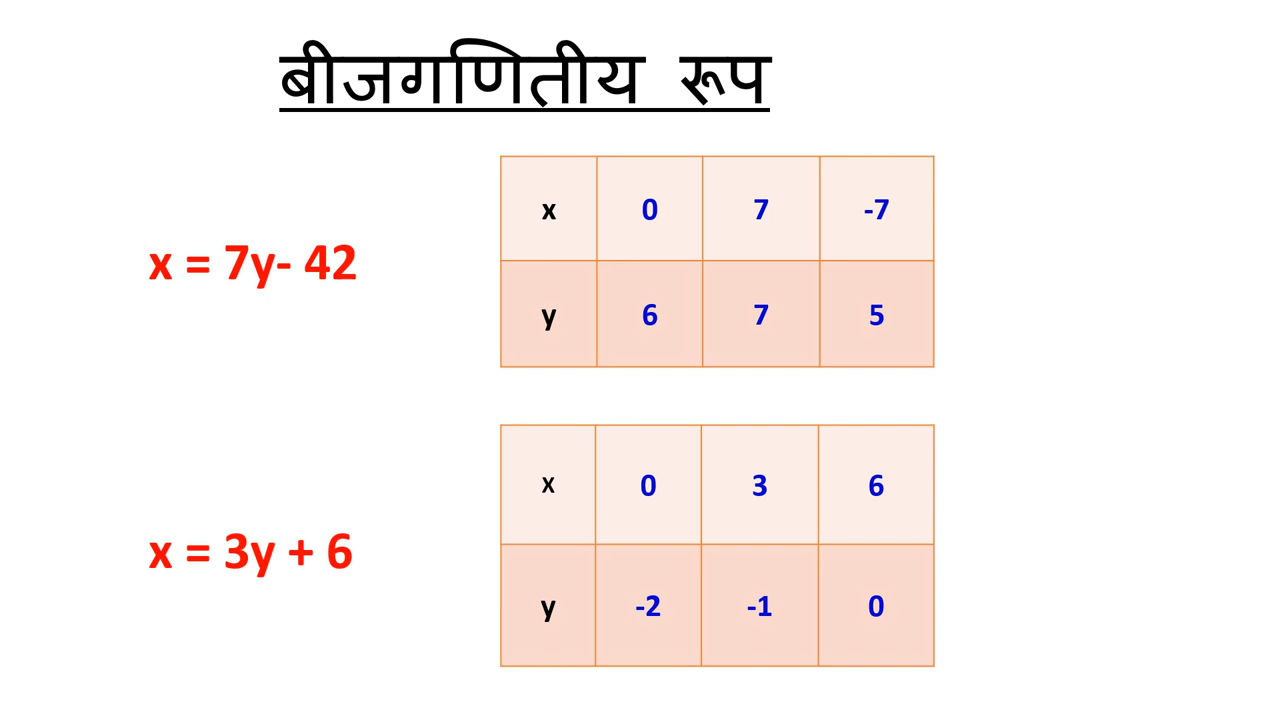 बीजगणितीय रूप
x 0 7 -7
x = 7y- 42
y 6 7 5
x 0 3 6
x = 3y + 6
y -2 -1 0